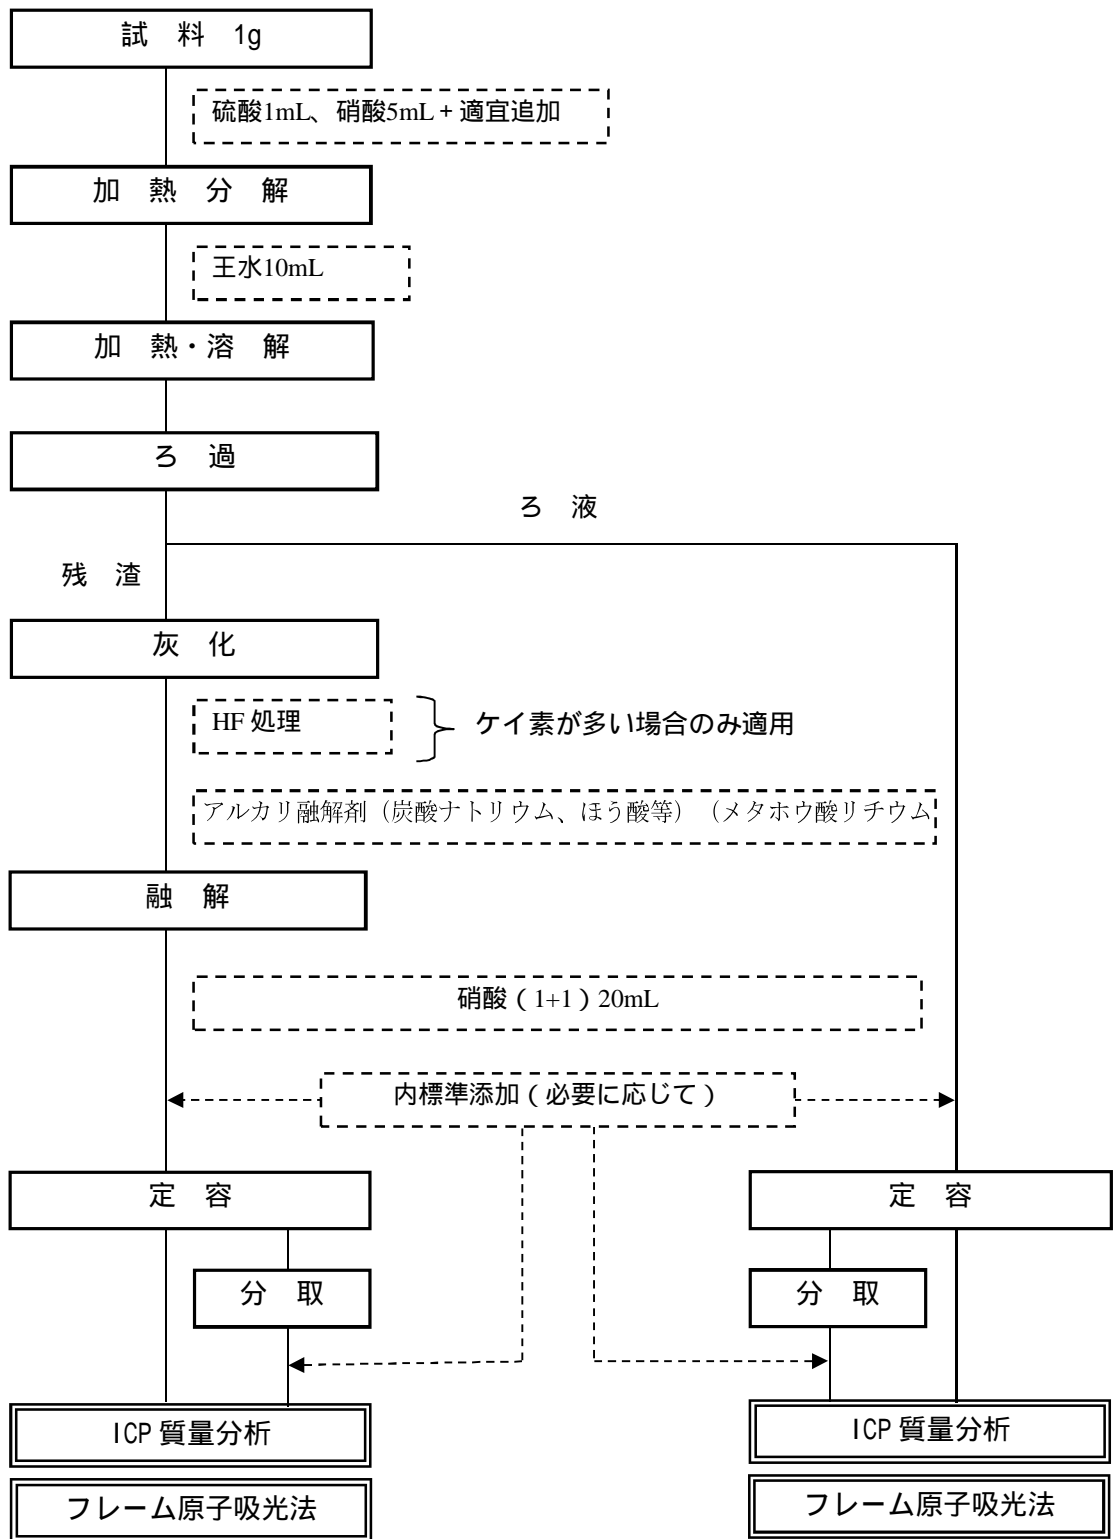 試 料 1g
硫酸1mL、硝酸5mL+適宜追加
加 熱 分 解
王水10mL
加 熱・溶 解
ろ 過
ろ 液
残 渣
灰 化
HF 処理
ケイ素が多い場合のみ適用
アルカリ融解剤（炭酸ナトリウム、ほう酸等）（メタホウ酸リチウム
融 解
硝酸（1+1）20mL
内標準添加（必要に応じて）
定 容
定 容
分 取
分 取
ICP 質量分析
ICP 質量分析
フレーム原子吸光法
フレーム原子吸光法